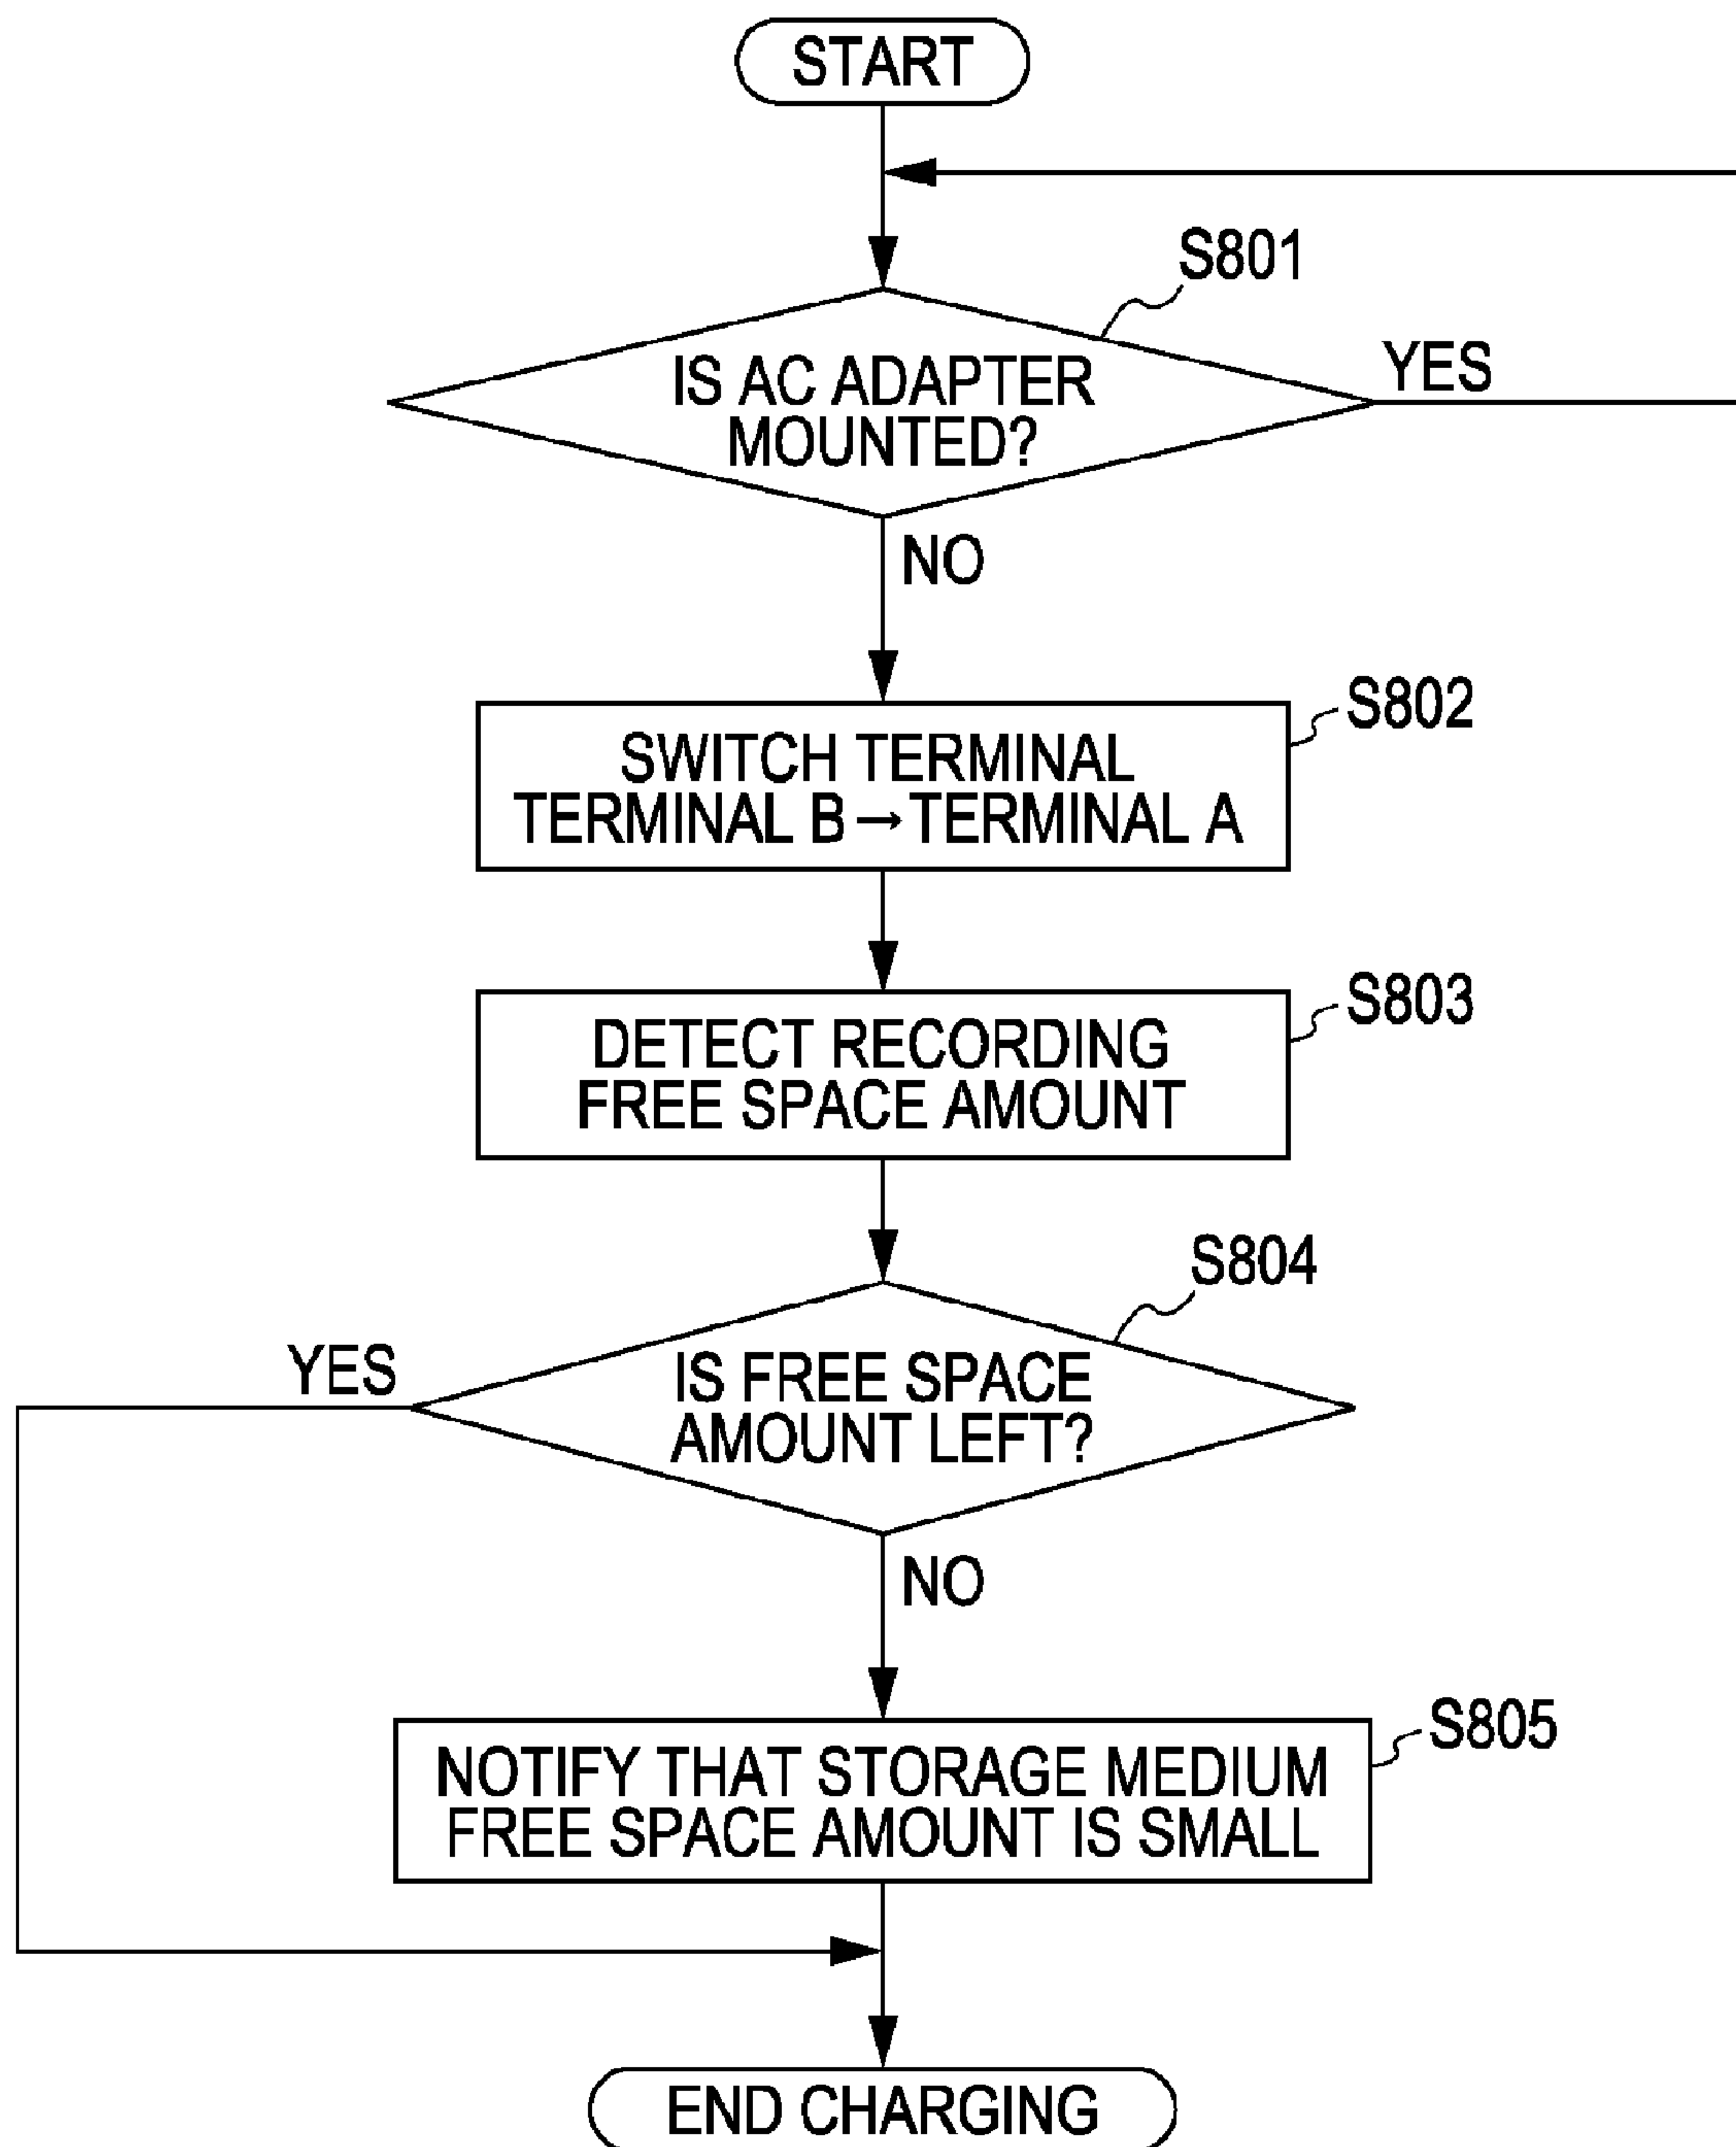 START
S801
IS AC ADAPTER
MOUNTED?
YES
NO
S802
SWITCH TERMINAL
TERMINAL B→TERMINAL A
S803
DETECT RECORDING
FREE SPACE AMOUNT
S804
YES
IS FREE SPACE
AMOUNT LEFT?
NO
S805
NOTIFY THAT STORAGE MEDIUM
FREE SPACE AMOUNT IS SMALL
END CHARGING